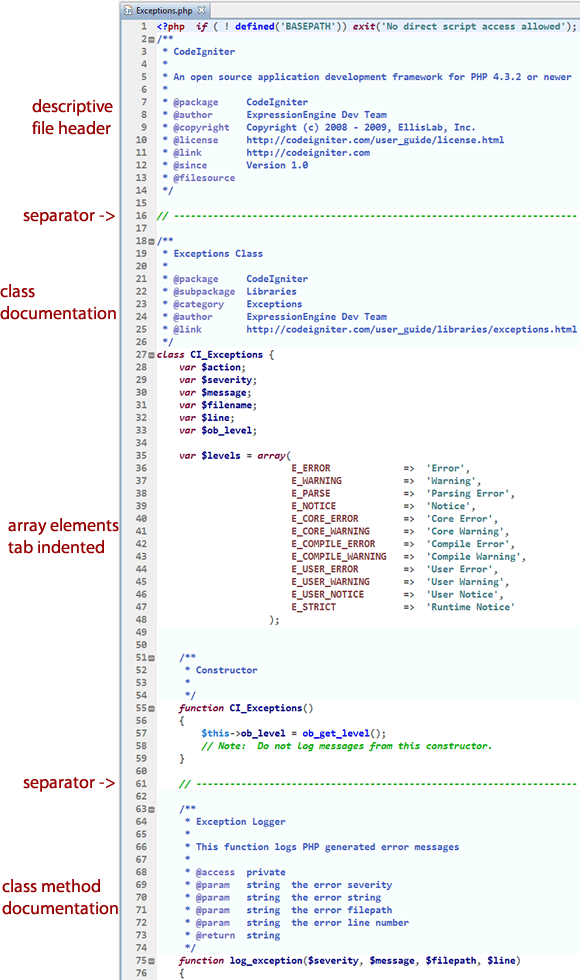 Exceptions.php
1 <?php  if ( ! defined('BASEPATH')) exit('No direct script access allowed');
2 /**
3  * CodeIgniter
4  *
5  * An open source application development framework for PHP 4.3.2 or newer
6  *
descriptive
file header
7  * @package     CodeIgniter
8  * @author      ExpressionEngine Dev Team
9  * @copyright   Copyright (c) 2008 - 2009, EllisLab, Inc.
10  * @license     http://codeigniter.com/user_guide/license.html
11  * @link        http://codeigniter.com
12  * @since       Version 1.0
13  * @filesource
14  */
15
separator ->
16 // ------------------------------------------------------------------------
17
18 /**
19  * Exceptions Class
20  *
class
documentation
21  * @package     CodeIgniter
22  * @subpackage  Libraries
23  * @category    Exceptions
24  * @author      ExpressionEngine Dev Team
25  * @link        http://codeigniter.com/user_guide/libraries/exceptions.html
26  */
27 class CI_Exceptions {
28     var $action;
29     var $severity;
30     var $message;
31     var $filename;
32     var $line;
33     var $ob_level;
34
35     var $levels = array(
36                         E_ERROR             =>  'Error',
37                         E_WARNING           =>  'Warning',
38                         E_PARSE             =>  'Parsing Error',
39                         E_NOTICE            =>  'Notice',
array elements
tab indented
40                         E_CORE_ERROR        =>  'Core Error',
41                         E_CORE_WARNING      =>  'Core Warning',
42                         E_COMPILE_ERROR     =>  'Compile Error',
43                         E_COMPILE_WARNING   =>  'Compile Warning',
44                         E_USER_ERROR        =>  'User Error',
45                         E_USER_WARNING      =>  'User Warning',
46                         E_USER_NOTICE       =>  'User Notice',
47                         E_STRICT            =>  'Runtime Notice'
48                     );
49
50
51     /**
52      * Constructor
53      *
54      */
55     function CI_Exceptions()
56     {
57         $this->ob_level = ob_get_level();
58         // Note:  Do not log messages from this constructor.
59     }
60
separator ->
61     // --------------------------------------------------------------------
62
63     /**
64      * Exception Logger
65      *
66      * This function logs PHP generated error messages
67      *
class method
documentation
68      * @access  private
69      * @param   string  the error severity
70      * @param   string  the error string
71      * @param   string  the error filepath
72      * @param   string  the error line number
73      * @return  string
74      */
75     function log_exception($severity, $message, $filepath, $line)
76     {